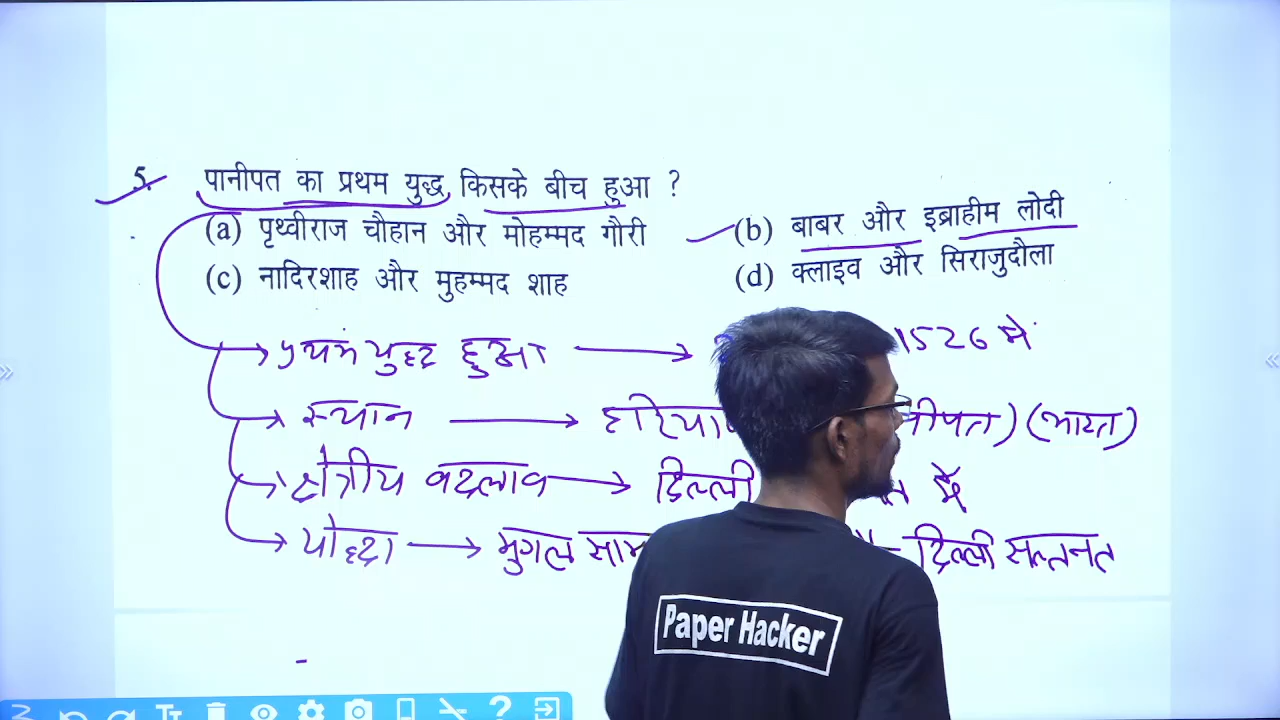 5. पानीपत का प्रथम युद्ध, किसके बीच हुआ ?
(a) पृथ्वीराज चौहान और मोहम्मद गौरी
(b) बाबर और इब्राहीम लोदी
(c) नादिरशाह और मुहम्मद शाह
(d) क्लाइव और सिराजुदौला
प्रथम युद्ध हुआ → 1526 में
स्थान → (भारत)
क्षेत्रीय बदलाव → दिल्ली में
योद्धा → मुगल दिल्ली सल्तनत
Paper Hacker